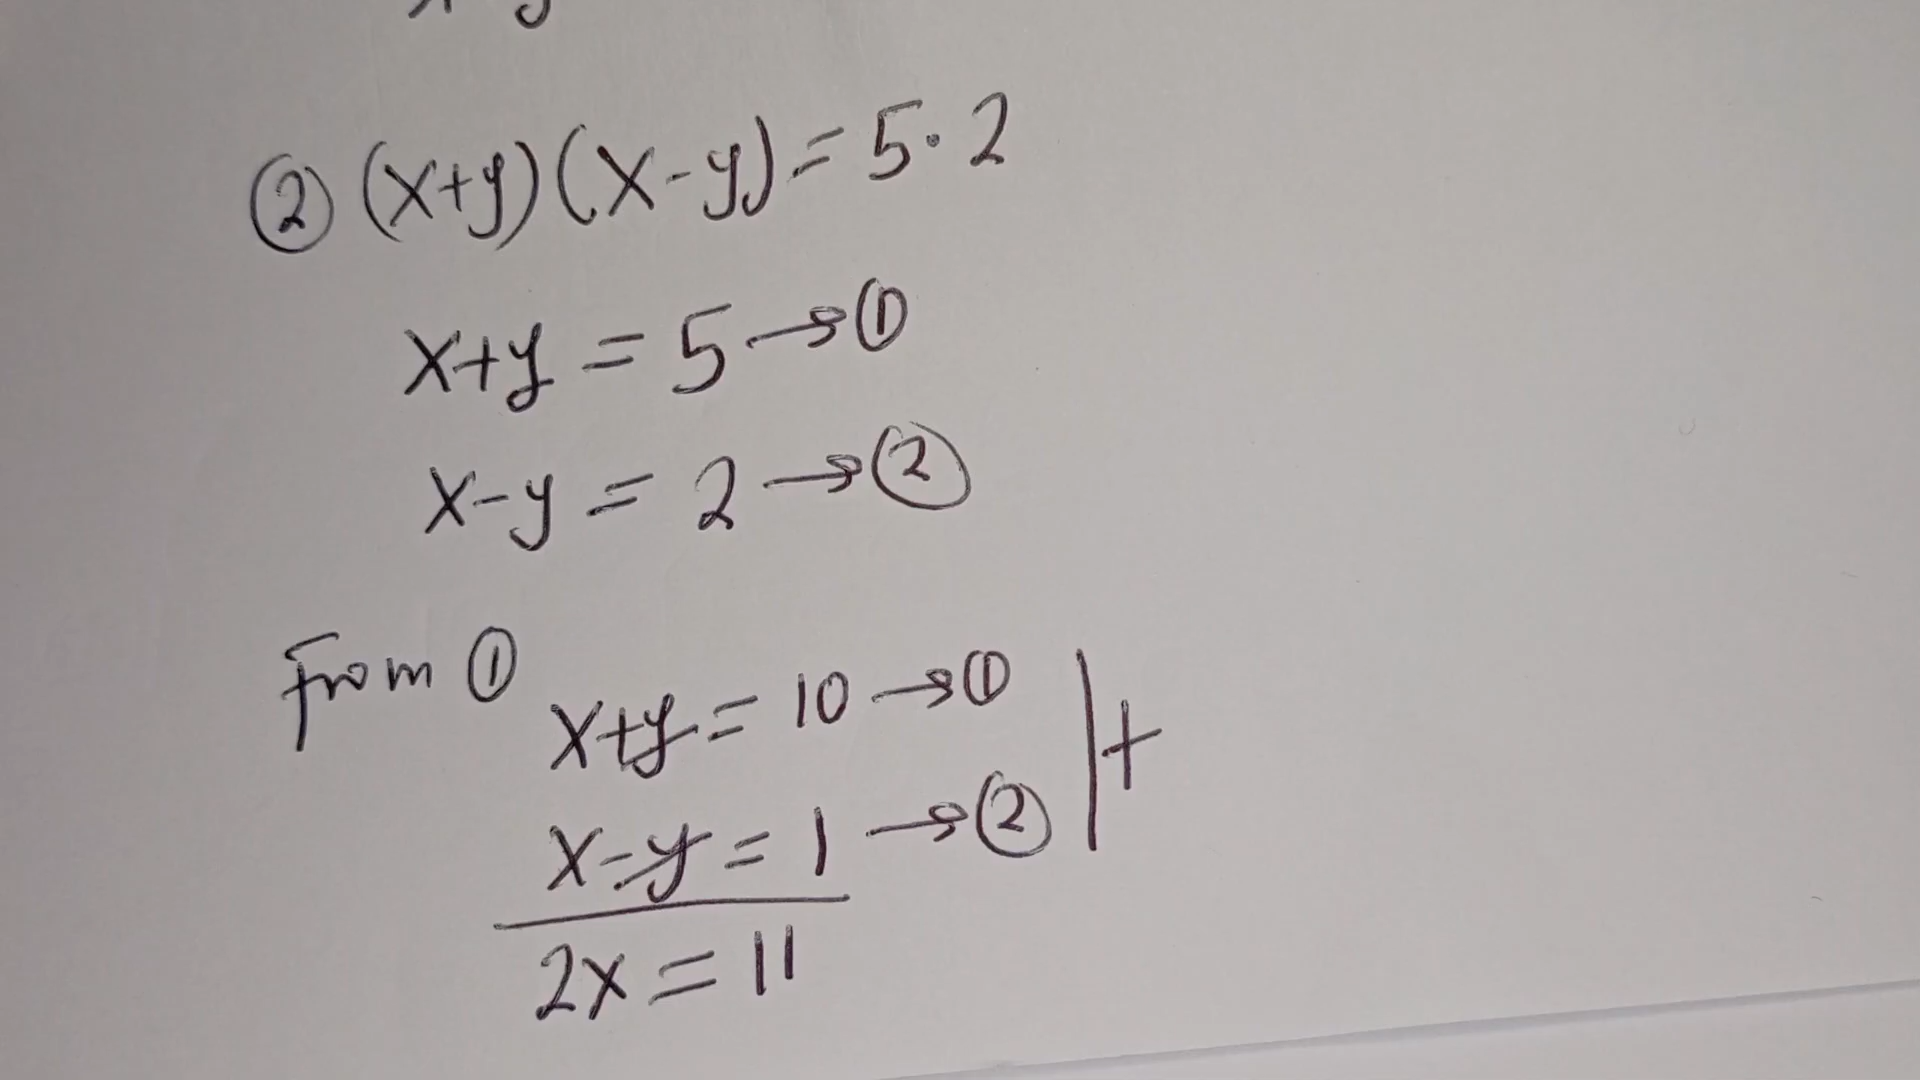 ② (x+y)(x-y)=5·2
x+y = 5 → ①
x-y = 2 → ②
From ①
x+y = 10 → ① | +
x-y = 1 → ②
2x = 11